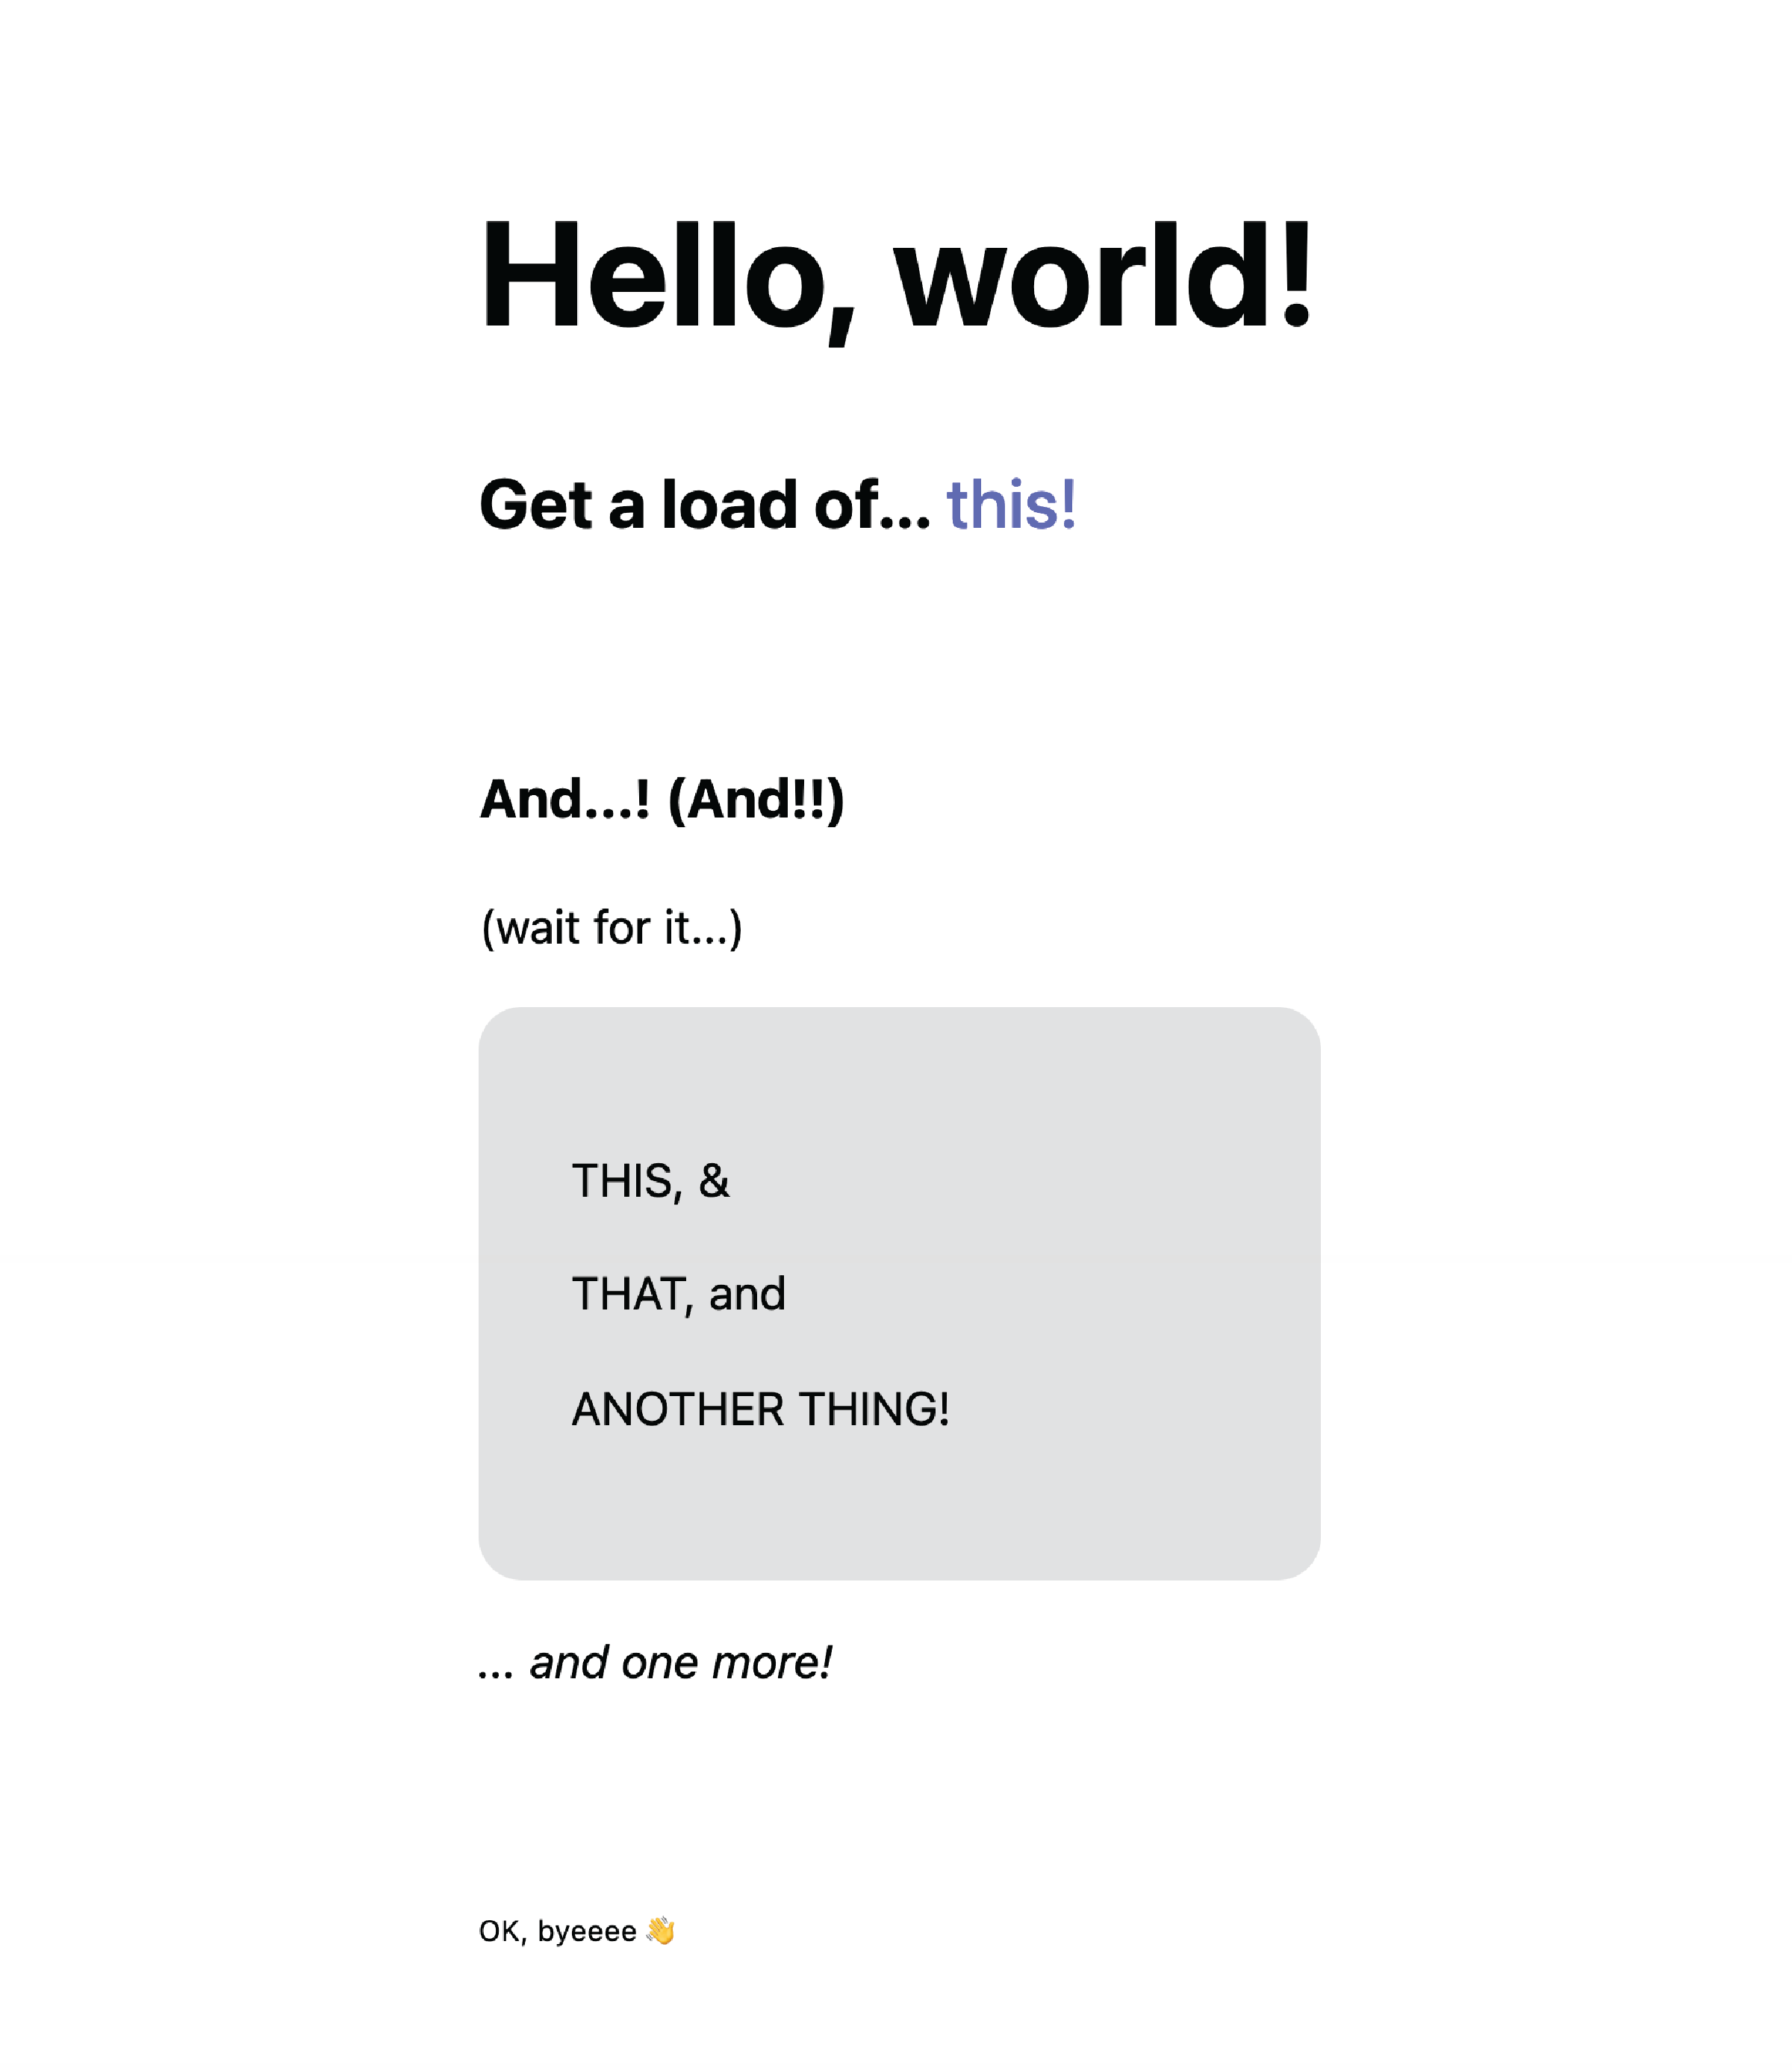 Hello, world!
Get a load of... this!
And...! (And!!)
(wait for it...)
THIS, &
THAT, and
ANOTHER THING!
... and one more!
OK, byeeee 👋